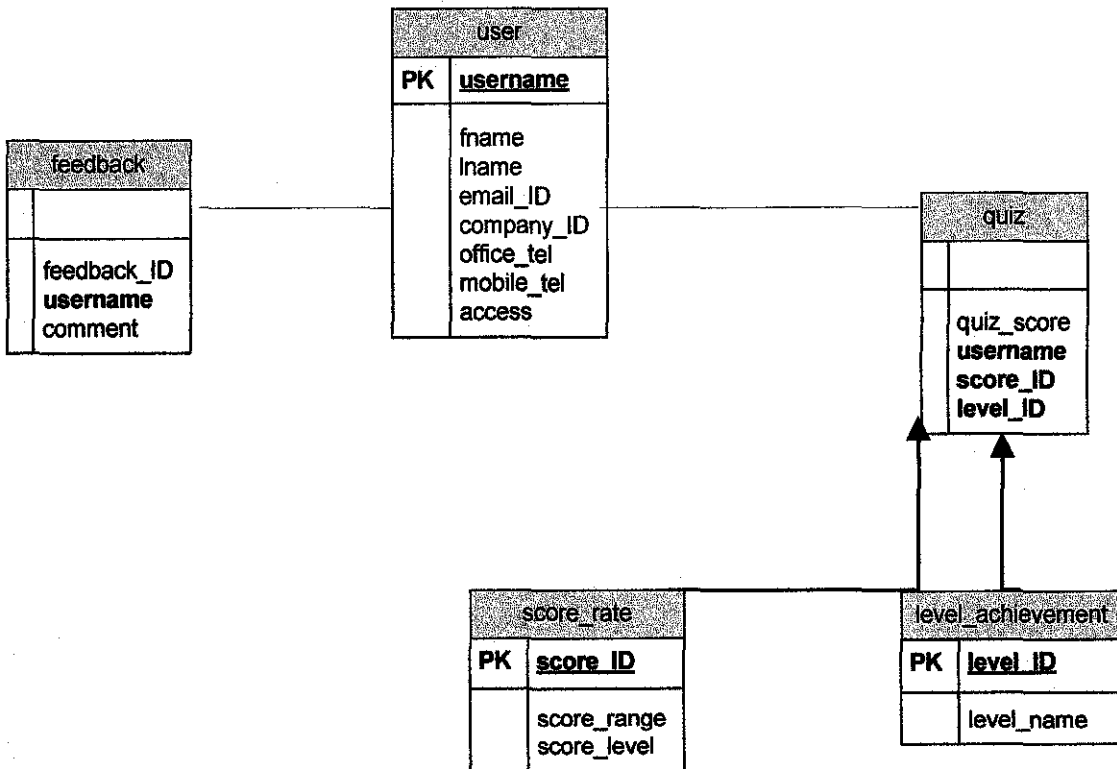 user
PK username
fname
lname
email_ID
company_ID
office_tel
mobile_tel
access
feedback
feedback_ID
username
comment
quiz
quiz_score
username
score_ID
level_ID
score_rate
PK score_ID
score_range
score_level
level_achievement
PK level_ID
level_name